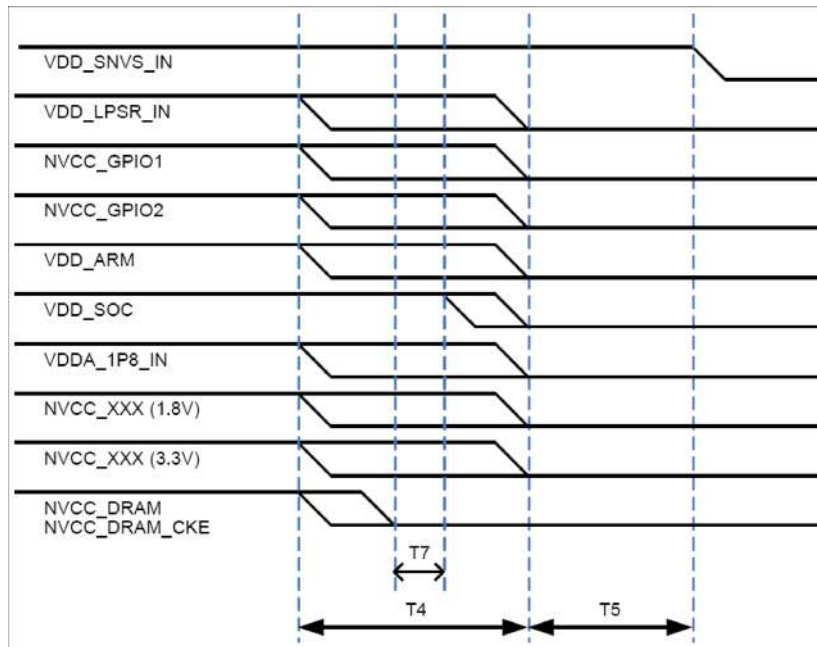 VDD_SNVS_IN
VDD_LPSR_IN
NVCC_GPIO1
NVCC_GPIO2
VDD_ARM
VDD_SOC
VDDA_1P8_IN
NVCC_XXX (1.8V)
NVCC_XXX (3.3V)
NVCC_DRAM
NVCC_DRAM_CKE
T7
T4
T5